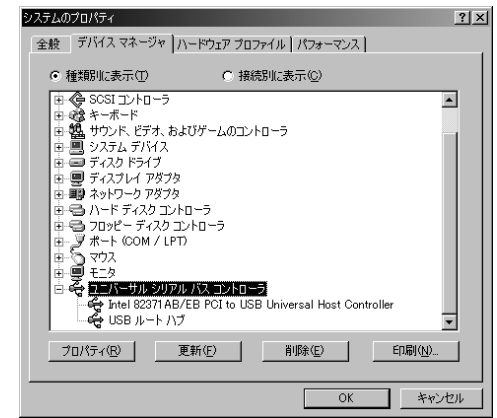 システムのプロパティ
全般 デバイス マネージャ ハードウェア プロファイル パフォーマンス
種類別に表示(T) 接続別に表示(C)
SCSI コントローラ
キーボード
サウンド、ビデオ、およびゲームのコントローラ
システム デバイス
ディスク ドライブ
ディスプレイ アダプタ
ネットワーク アダプタ
ハード ディスク コントローラ
フロッピー ディスク コントローラ
ポート (COM / LPT)
マウス
モニタ
ユニバーサル シリアル バス コントローラ
Intel 82371AB/EB PCI to USB Universal Host Controller
USB ルート ハブ
プロパティ(R) 更新(F) 削除(E) 印刷(N)...
OK キャンセル